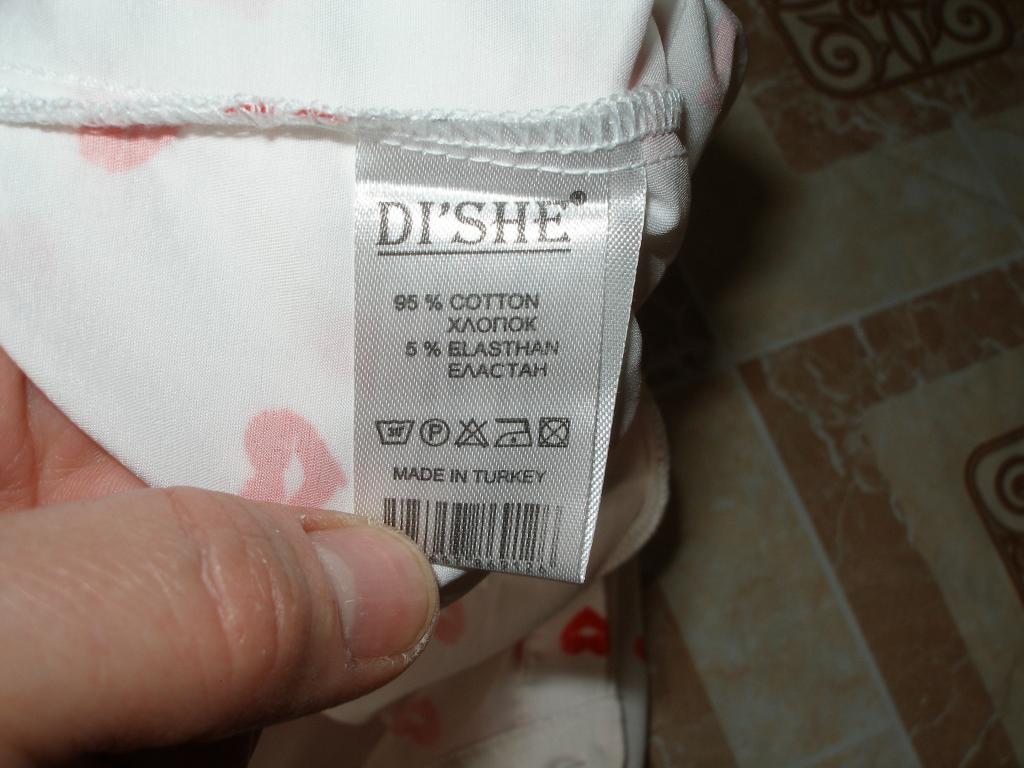 DI'SHE®
95 % COTTON
ХЛОПОК
5 % ELASTHAN
ЕЛАСТАН
P
MADE IN TURKEY